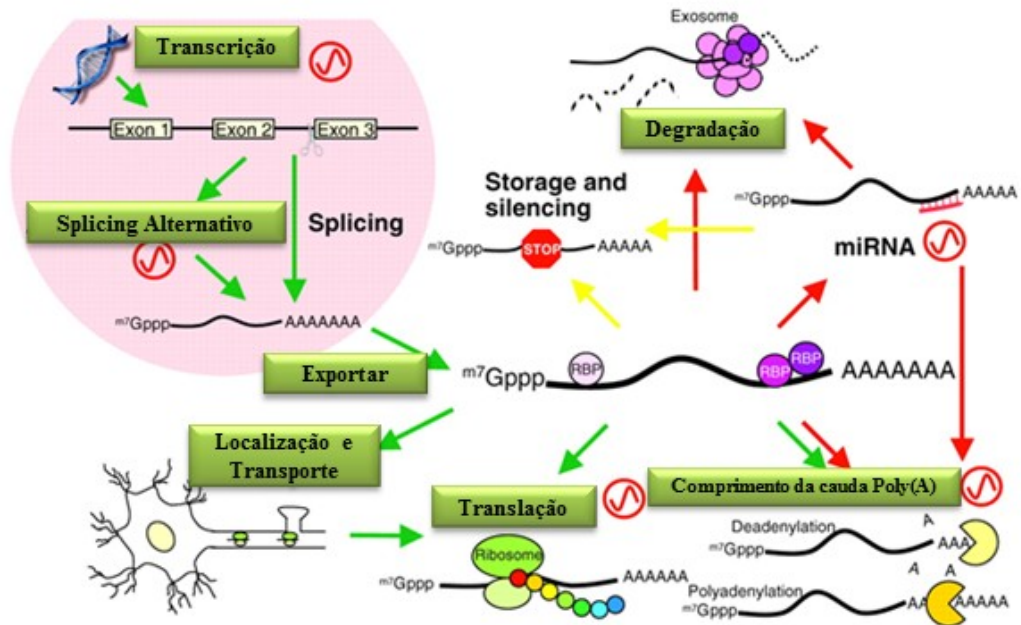 Transcrição
Exon 1
Exon 2
Exon 3
Splicing Alternativo
Splicing
m⁷Gppp
AAAAAAA
Exportar
Exosome
Degradação
Storage and
silencing
m⁷Gppp
STOP
AAAAA
m⁷Gppp
AAAAA
miRNA
m⁷Gppp
RBP
RBP
RBP
AAAAAAA
Localização e
Transporte
Translação
Ribosome
m⁷Gppp
AAAAAA
Comprimento da cauda Poly(A)
Deadenylation
m⁷Gppp
AAA
A
A
A
Polyadenylation
m⁷Gppp
AA
AAAAA